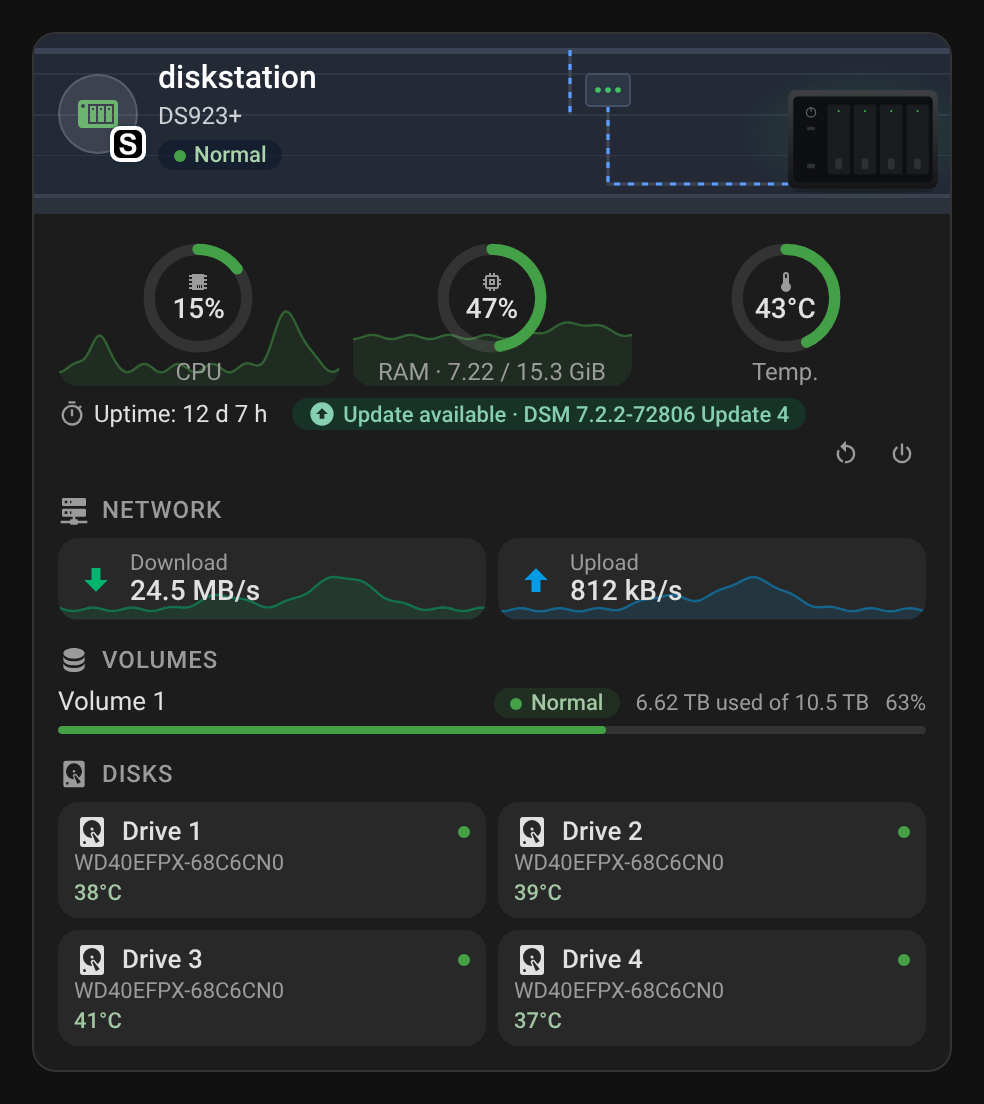 diskstation
DS923+
S
Normal
15%
CPU
47%
RAM · 7.22 / 15.3 GiB
43°C
Temp.
Uptime: 12 d 7 h
Update available · DSM 7.2.2-72806 Update 4
NETWORK
Download
24.5 MB/s
Upload
812 kB/s
VOLUMES
Volume 1
Normal
6.62 TB used of 10.5 TB
63%
DISKS
Drive 1
WD40EFPX-68C6CN0
38°C
Drive 2
WD40EFPX-68C6CN0
39°C
Drive 3
WD40EFPX-68C6CN0
41°C
Drive 4
WD40EFPX-68C6CN0
37°C